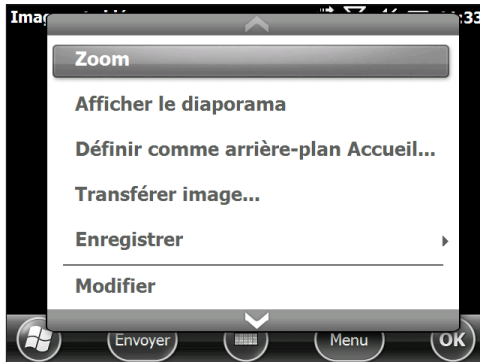 Zoom
Afficher le diaporama
Définir comme arrière-plan Accueil...
Transférer image...
Enregistrer
Modifier
Envoyer Menu OK